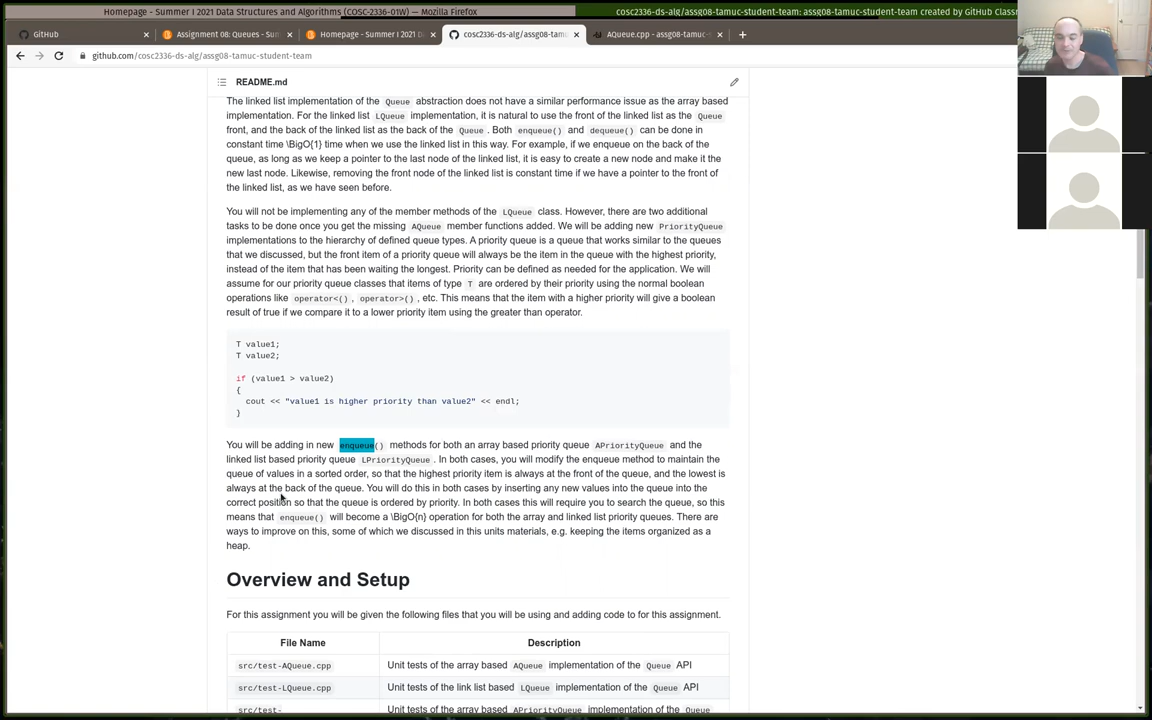 Homepage - Summer I 2021 Data Structures and Algorithms (COSC-2336-01W) — Mozilla Firefox
cosc2336-ds-alg/assg08-tamuc-student-team: assg08-tamuc-student-team created by GitHub Classr
GitHub
Assignment 08: Queues - Sum
Homepage - Summer I 2021 D
cosc2336-ds-alg/assg08-tamu
AQueue.cpp - assg08-tamuc-s
github.com/cosc2336-ds-alg/assg08-tamuc-student-team
README.md
The linked list implementation of the Queue abstraction does not have a similar performance issue as the array based
implementation. For the linked list LQueue implementation, it is natural to use the front of the linked list as the Queue
front, and the back of the linked list as the back of the Queue . Both enqueue() and dequeue() can be done in
constant time \BigO{1} time when we use the linked list in this way. For example, if we enqueue on the back of the
queue, as long as we keep a pointer to the last node of the linked list, it is easy to create a new node and make it the
new last node. Likewise, removing the front node of the linked list is constant time if we have a pointer to the front of
the linked list, as we have seen before.
You will not be implementing any of the member methods of the LQueue class. However, there are two additional
tasks to be done once you get the missing AQueue member functions added. We will be adding new PriorityQueue
implementations to the hierarchy of defined queue types. A priority queue is a queue that works similar to the queues
that we discussed, but the front item of a priority queue will always be the item in the queue with the highest priority,
instead of the item that has been waiting the longest. Priority can be defined as needed for the application. We will
assume for our priority queue classes that items of type T are ordered by their priority using the normal boolean
operations like operator<() , operator>() , etc. This means that the item with a higher priority will give a boolean
result of true if we compare it to a lower priority item using the greater than operator.
T value1;
T value2;
if (value1 > value2)
{
cout << "value1 is higher priority than value2" << endl;
}
You will be adding in new enqueue() methods for both an array based priority queue APriorityQueue and the
linked list based priority queue LPriorityQueue . In both cases, you will modify the enqueue method to maintain the
queue of values in a sorted order, so that the highest priority item is always at the front of the queue, and the lowest is
always at the back of the queue. You will do this in both cases by inserting any new values into the queue into the
correct position so that the queue is ordered by priority. In both cases this will require you to search the queue, so this
means that enqueue() will become a \BigO{n} operation for both the array and linked list priority queues. There are
ways to improve on this, some of which we discussed in this units materials, e.g. keeping the items organized as a
heap.
Overview and Setup
For this assignment you will be given the following files that you will be using and adding code to for this assignment.
File Name Description
src/test-AQueue.cpp Unit tests of the array based AQueue implementation of the Queue API
src/test-LQueue.cpp Unit tests of the link list based LQueue implementation of the Queue API
src/test- Unit tests of the array based APriorityQueue implementation of the Queue